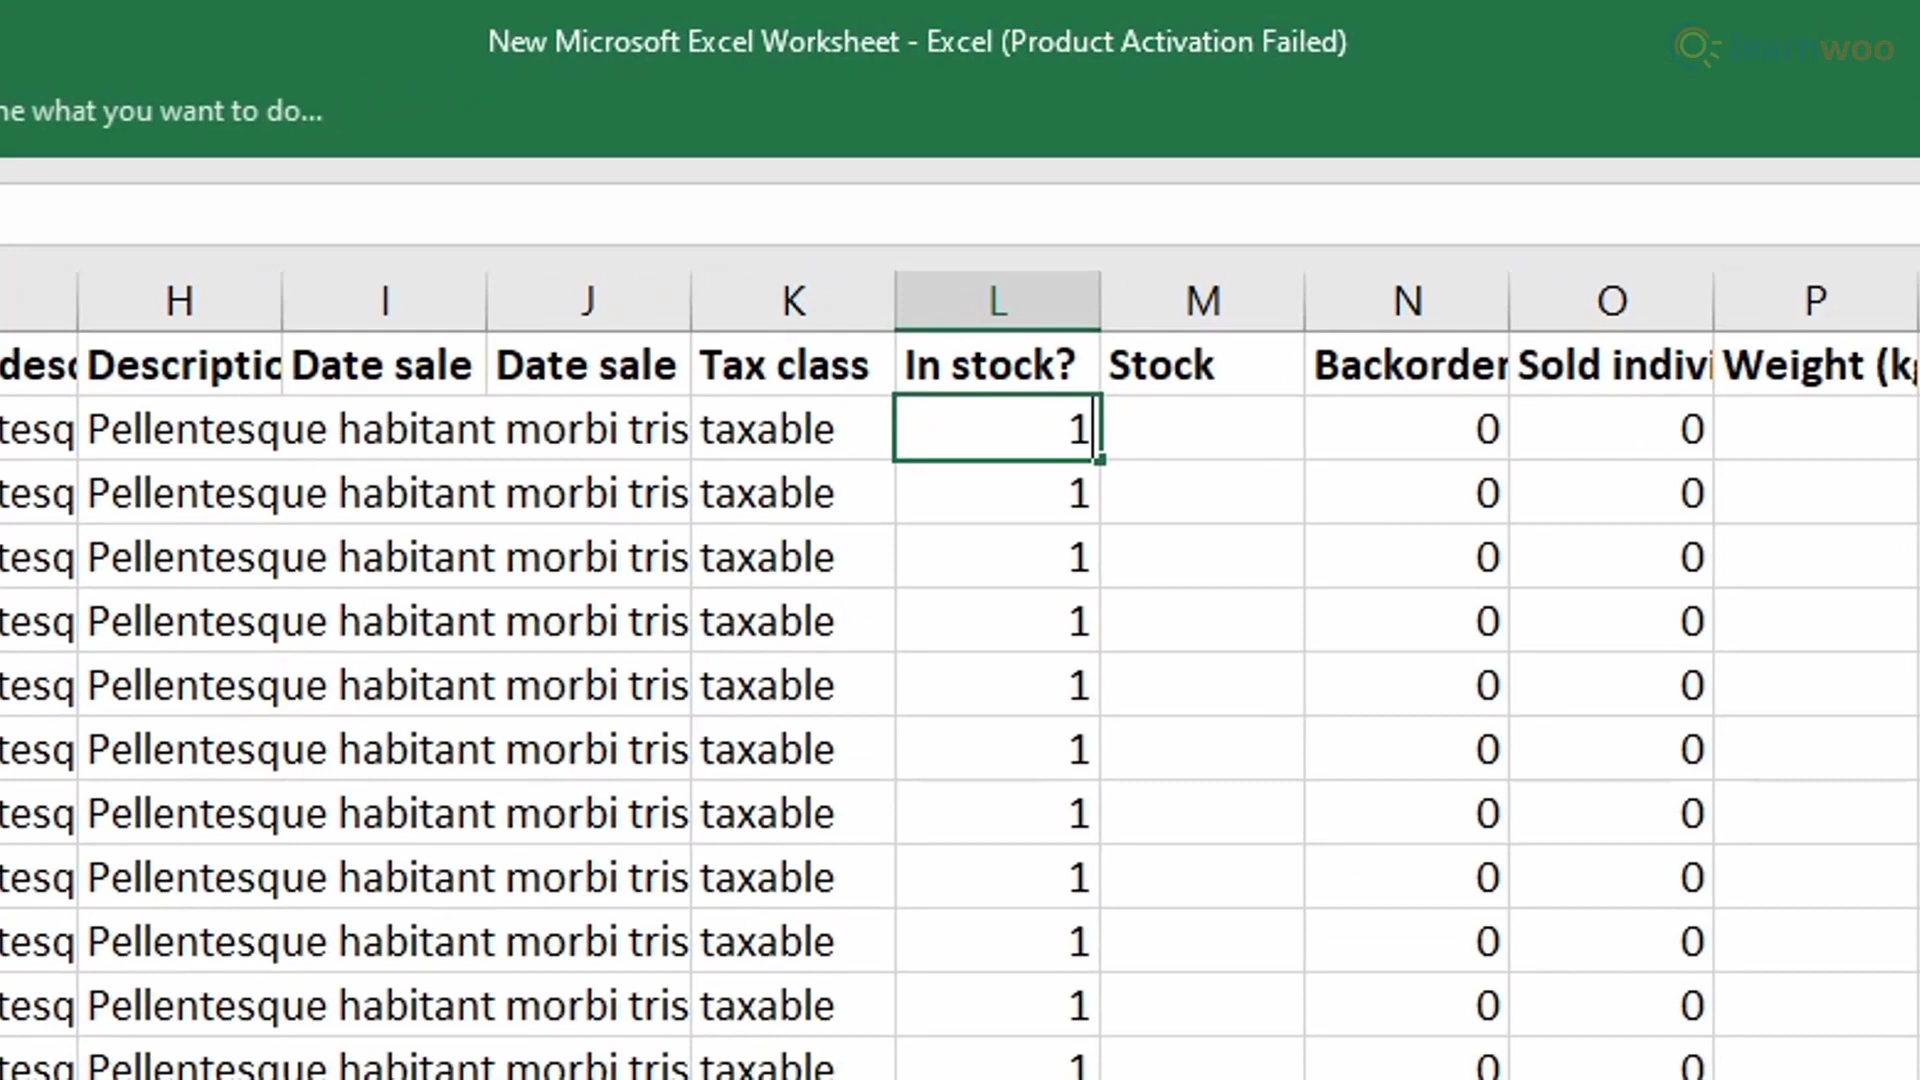 New Microsoft Excel Worksheet - Excel (Product Activation Failed)
learnwoo
me what you want to do...
H I J K L M N O P
desc Descriptio Date sale Date sale Tax class In stock? Stock Backorder Sold indivi Weight (kg
tesq Pellentesque habitant morbi tris taxable 1 0 0
tesq Pellentesque habitant morbi tris taxable 1 0 0
tesq Pellentesque habitant morbi tris taxable 1 0 0
tesq Pellentesque habitant morbi tris taxable 1 0 0
tesq Pellentesque habitant morbi tris taxable 1 0 0
tesq Pellentesque habitant morbi tris taxable 1 0 0
tesq Pellentesque habitant morbi tris taxable 1 0 0
tesq Pellentesque habitant morbi tris taxable 1 0 0
tesq Pellentesque habitant morbi tris taxable 1 0 0
tesq Pellentesque habitant morbi tris taxable 1 0 0
tesq Pellentesque habitant morbi tris taxable 1 0 0